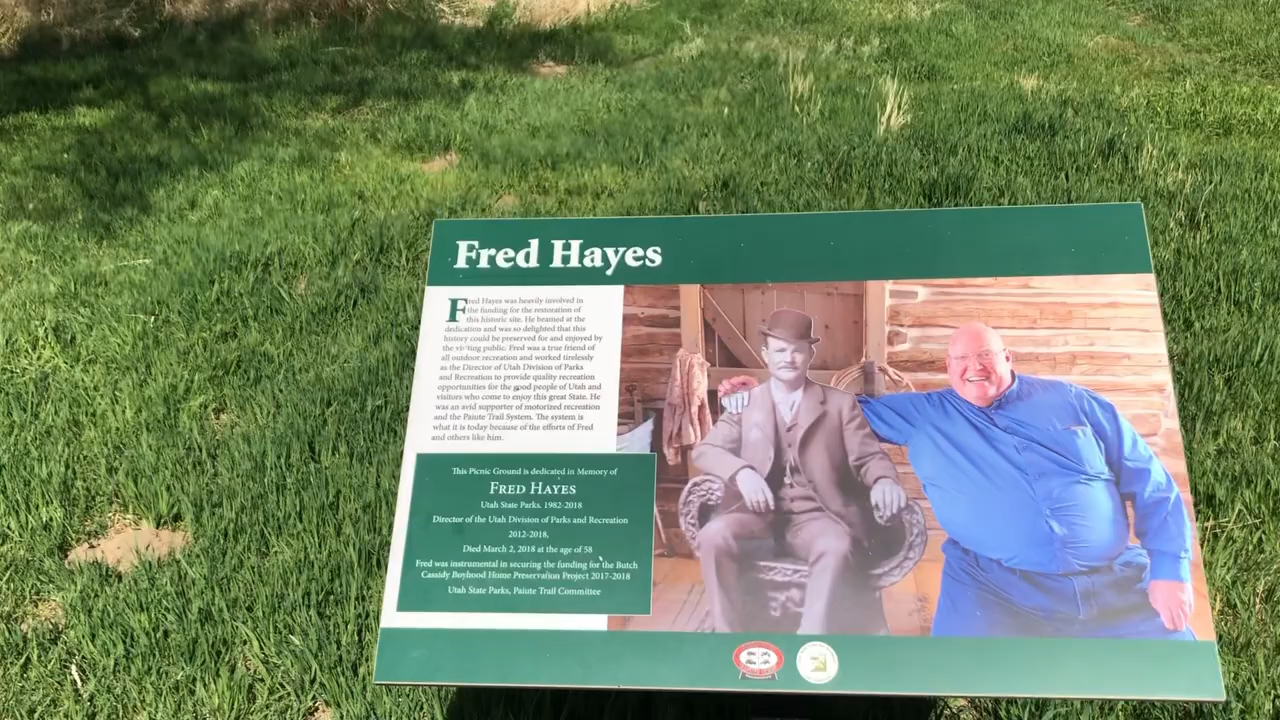 Fred Hayes
Fred Hayes was heavily involved in
the funding for the restoration of
this historic site. He beamed at the
dedication and was so delighted that this
history could be preserved for and enjoyed by
the visiting public. Fred was a true friend of
all outdoor recreation and worked tirelessly
as the Director of Utah Division of Parks
and Recreation to provide quality recreation
opportunities for the good people of Utah and
visitors who come to enjoy this great State. He
was an avid supporter of motorized recreation
and the Paiute Trail System. The system is
what it is today because of the efforts of Fred
and others like him.
This Picnic Ground is dedicated in Memory of
FRED HAYES
Utah State Parks. 1982-2018
Director of the Utah Division of Parks and Recreation
2012-2018,
Died March 2, 2018 at the age of 58
Fred was instrumental in securing the funding for the Butch
Cassidy Boyhood Home Preservation Project 2017-2018
Utah State Parks, Paiute Trail Committee